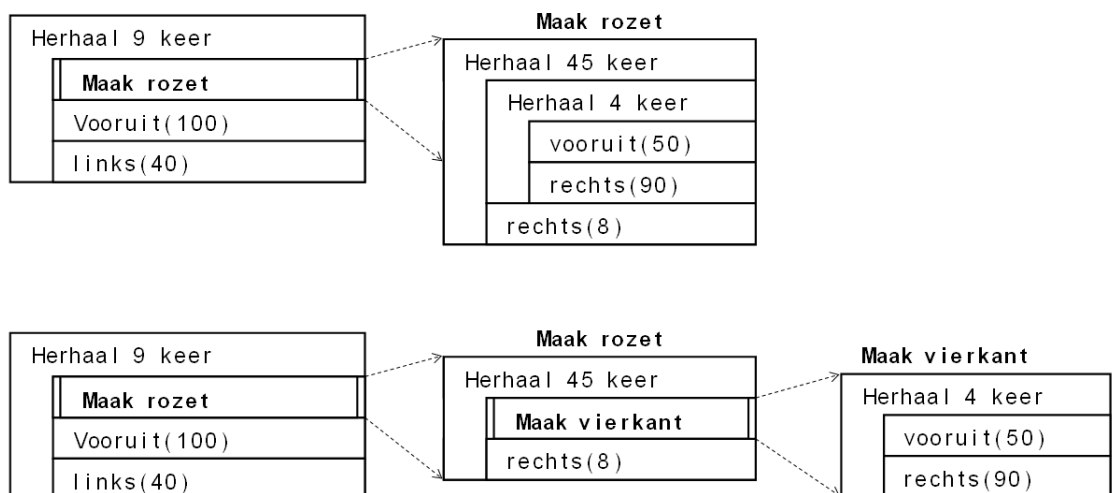 Herhaal 9 keer
Maak rozet
Vooruit(100)
links(40)
Maak rozet
Herhaal 45 keer
Herhaal 4 keer
vooruit(50)
rechts(90)
rechts(8)
Herhaal 9 keer
Maak rozet
Vooruit(100)
links(40)
Maak rozet
Herhaal 45 keer
Maak vierkant
rechts(8)
Maak vierkant
Herhaal 4 keer
vooruit(50)
rechts(90)